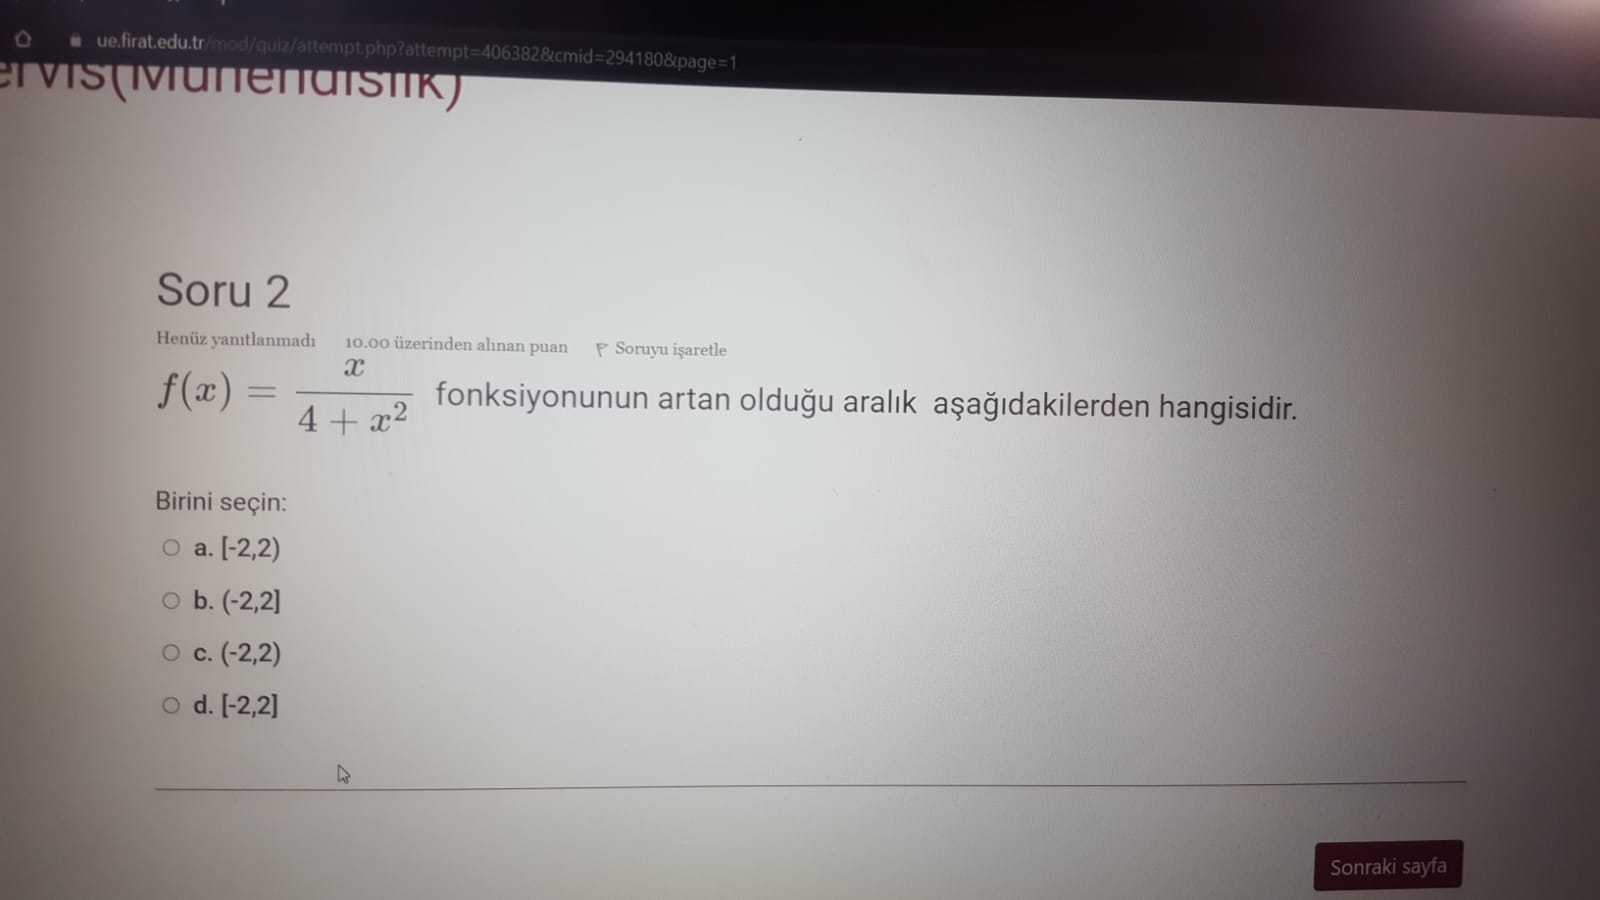 ue.firat.edu.tr/mod/quiz/attempt.php?attempt=406382&cmid=294180&page=1
ervis(Mühendislik)
Soru 2
Henüz yanıtlanmadı 10.00 üzerinden alınan puan Soruyu işaretle
f(x) = x / (4 + x²) fonksiyonunun artan olduğu aralık aşağıdakilerden hangisidir.
Birini seçin:
a. [-2,2)
b. (-2,2]
c. (-2,2)
d. [-2,2]
Sonraki sayfa